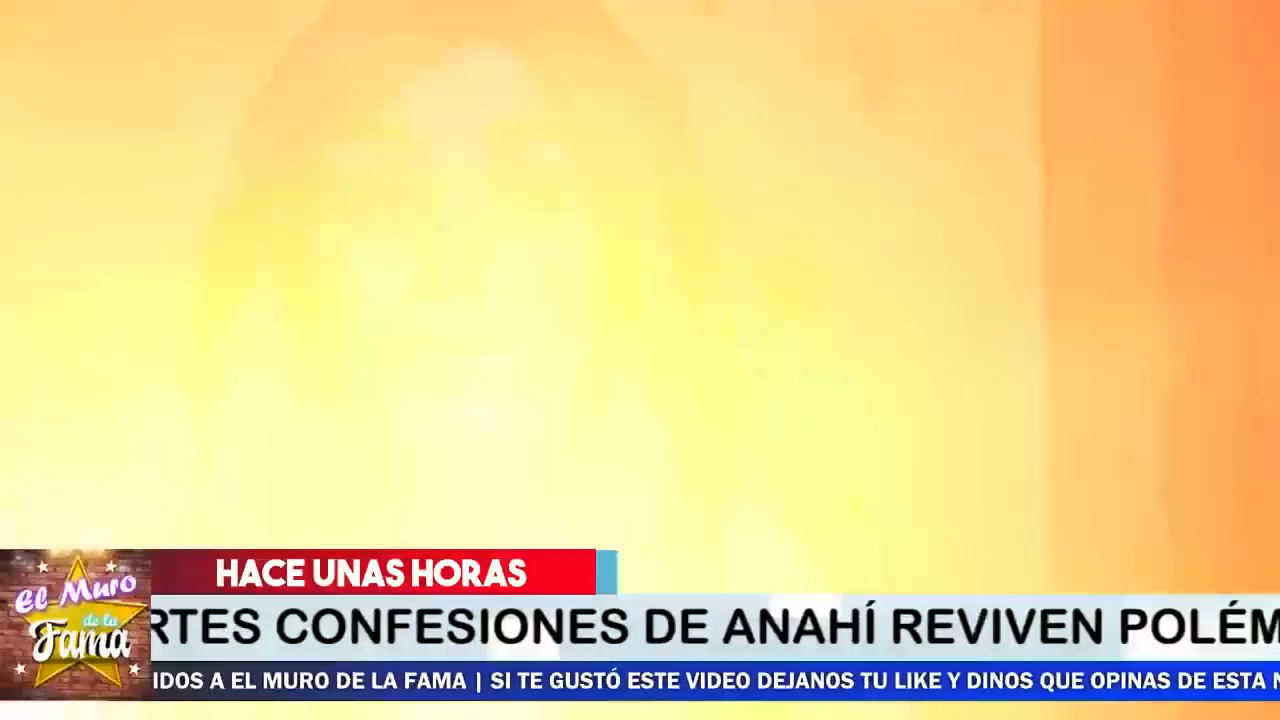 HACE UNAS HORAS
El Muro
de la
Fama
RTES CONFESIONES DE ANAHÍ REVIVEN POLÉM
IDOS A EL MURO DE LA FAMA | SI TE GUSTÓ ESTE VIDEO DEJANOS TU LIKE Y DINOS QUE OPINAS DE ESTA N